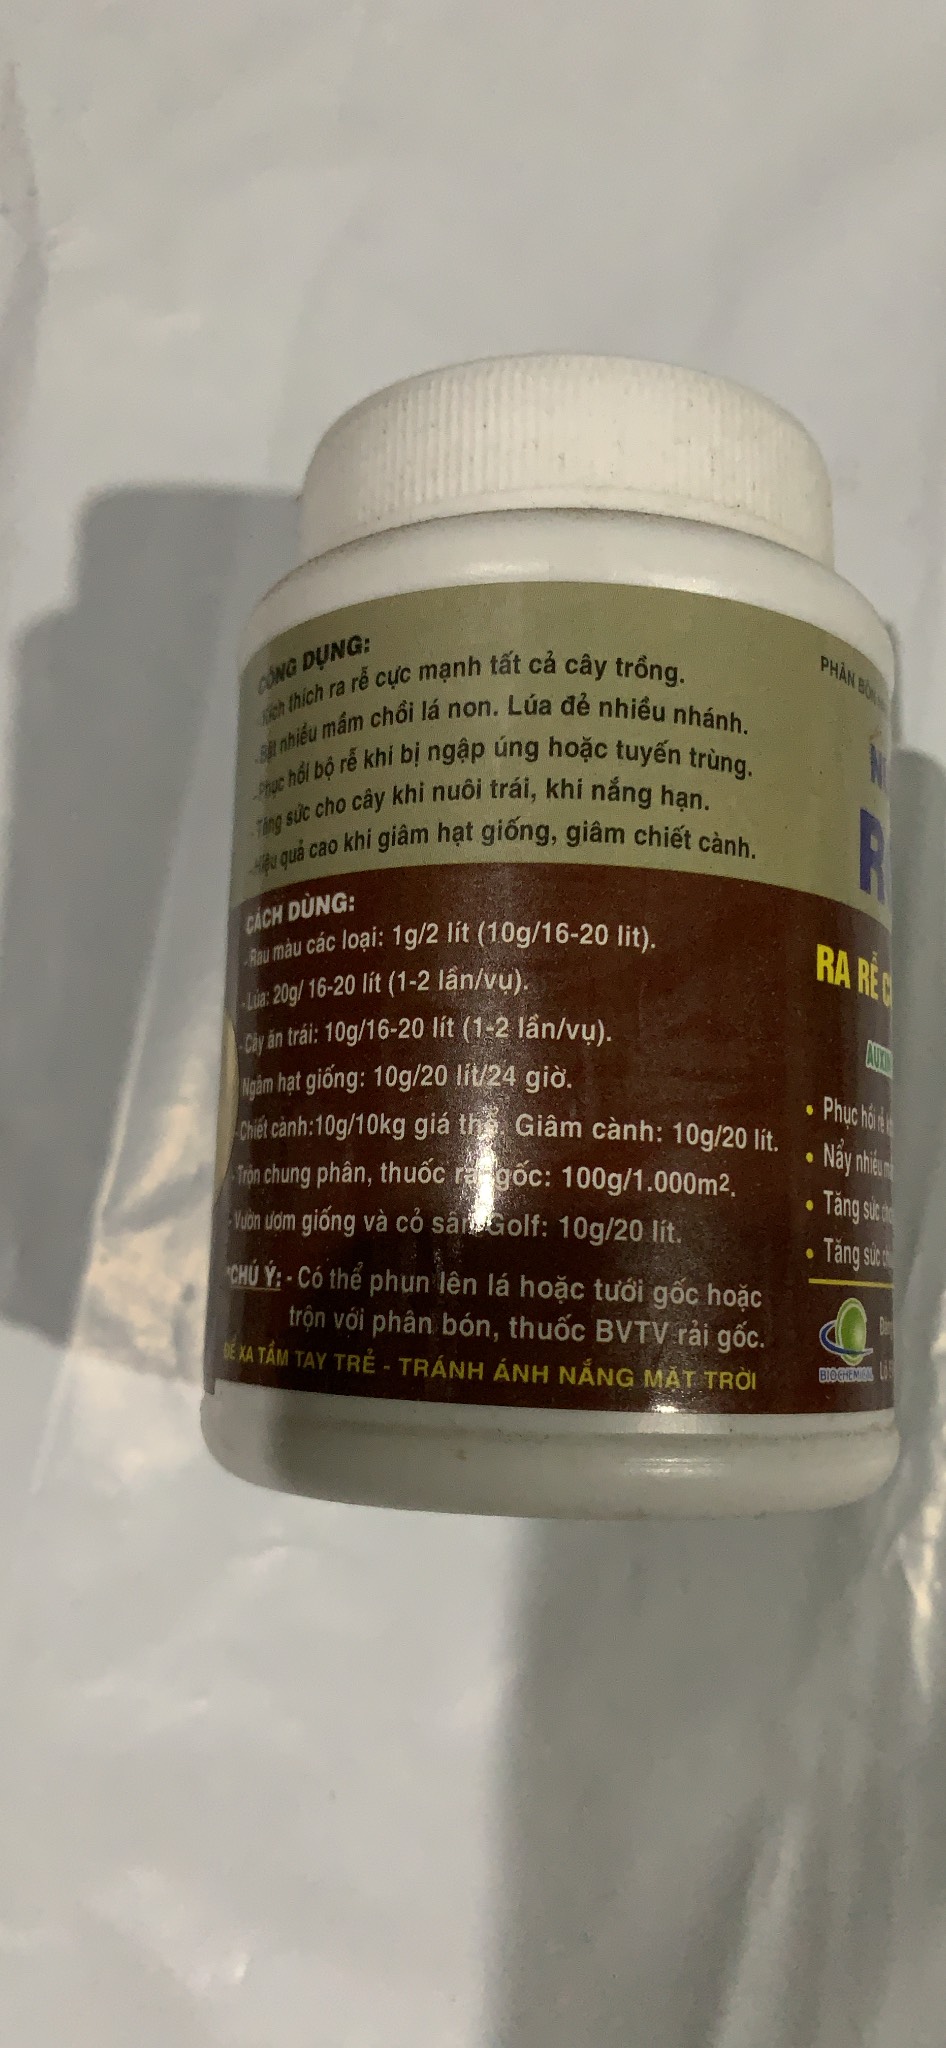 CÔNG DỤNG:
-Kích thích ra rễ cực mạnh tất cả cây trồng.
-Bật nhiều mầm chồi lá non. Lúa đẻ nhiều nhánh.
-Phục hồi bộ rễ khi bị ngập úng hoặc tuyến trùng.
-Tăng sức cho cây khi nuôi trái, khi nắng hạn.
-Hiệu quả cao khi giâm hạt giống, giâm chiết cành.
CÁCH DÙNG:
-Rau màu các loại: 1g/2 lít (10g/16-20 lit).
-Lúa: 20g/ 16-20 lít (1-2 lần/vụ).
-Cây ăn trái: 10g/16-20 lít (1-2 lần/vụ).
Ngâm hạt giống: 10g/20 lít/24 giờ.
-Chiết cành:10g/10kg giá thể. Giâm cành: 10g/20 lít.
-Trộn chung phân, thuốc rải gốc: 100g/1.000m².
-Vườn ươm giống và cỏ sân Golf: 10g/20 lít.
*CHÚ Ý: - Có thể phun lên lá hoặc tưới gốc hoặc
trộn với phân bón, thuốc BVTV rải gốc.
ĐỂ XA TẦM TAY TRẺ - TRÁNH ÁNH NẮNG MẶT TRỜI
PHÂN BÓN
R
RA RỄ C
AUXIN
• Phục hồi rễ
• Nẩy nhiều
• Tăng sức
• Tăng sức
BIOCHEMICAL